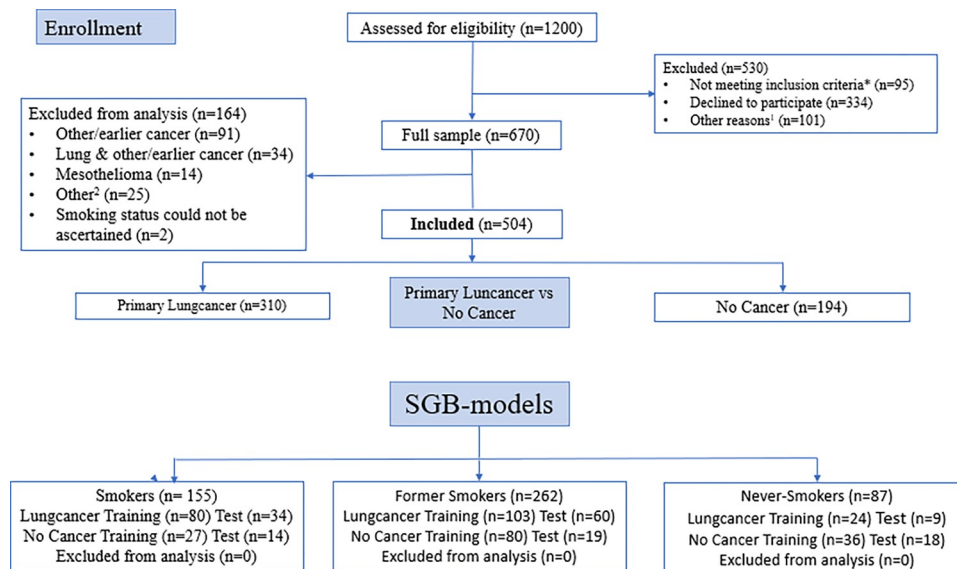 Enrollment
Assessed for eligibility (n=1200)
Excluded (n=530)
• Not meeting inclusion criteria* (n=95)
• Declined to participate (n=334)
• Other reasons¹ (n=101)
Excluded from analysis (n=164)
• Other/earlier cancer (n=91)
• Lung & other/earlier cancer (n=34)
• Mesothelioma (n=14)
• Other² (n=25)
• Smoking status could not be
ascertained (n=2)
Full sample (n=670)
Included (n=504)
Primary Lungcancer (n=310)
Primary Luncancer vs
No Cancer
No Cancer (n=194)
SGB-models
Smokers (n= 155)
Lungcancer Training (n=80) Test (n=34)
No Cancer Training (n=27) Test (n=14)
Excluded from analysis (n=0)
Former Smokers (n=262)
Lungcancer Training (n=103) Test (n=60)
No Cancer Training (n=80) Test (n=19)
Excluded from analysis (n=0)
Never-Smokers (n=87)
Lungcancer Training (n=24) Test (n=9)
No Cancer Training (n=36) Test (n=18)
Excluded from analysis (n=0)